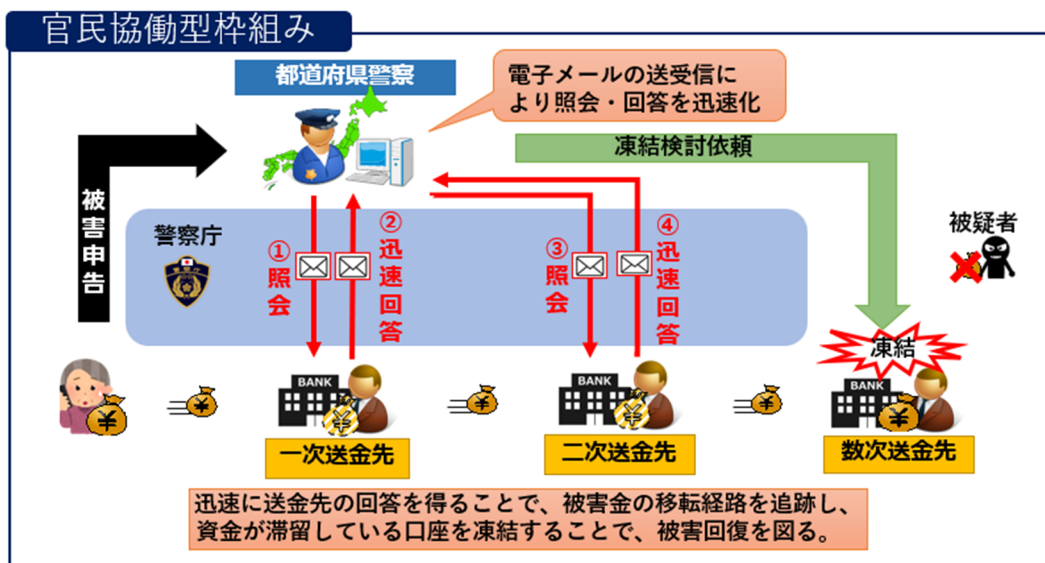 官民協働型枠組み
都道府県警察
電子メールの送受信に
より照会・回答を迅速化
凍結検討依頼
被害申告
警察庁
警察庁
①照会
②迅速回答
③照会
④迅速回答
被疑者
凍結
BANK
¥
一次送金先
BANK
¥
二次送金先
BANK
¥
数次送金先
¥
¥
¥
¥
迅速に送金先の回答を得ることで、被害金の移転経路を追跡し、
資金が滞留している口座を凍結することで、被害回復を図る。